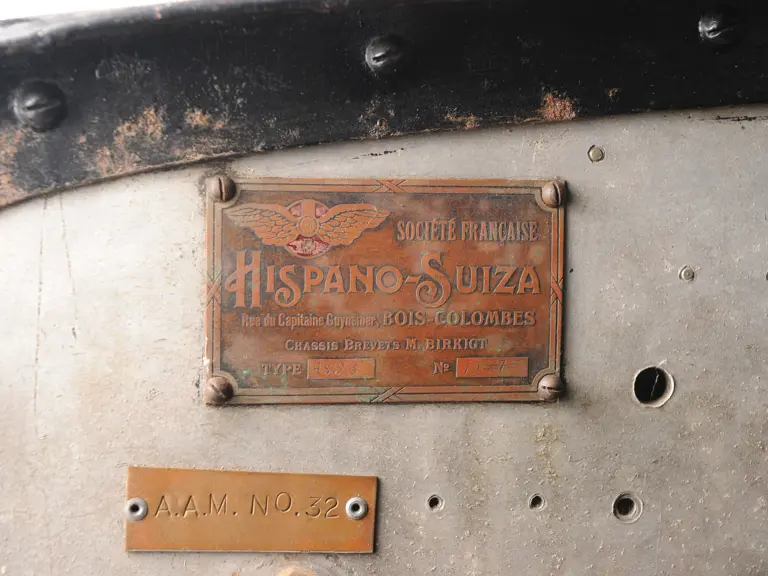 SOCIÉTÉ FRANÇAISE
HISPANO-SUIZA
Rue du Capitaine Guynemer, BOIS-COLOMBES
CHASSIS BREVETS M. BIRKIGT
TYPE Nº
A.A.M. NO. 32